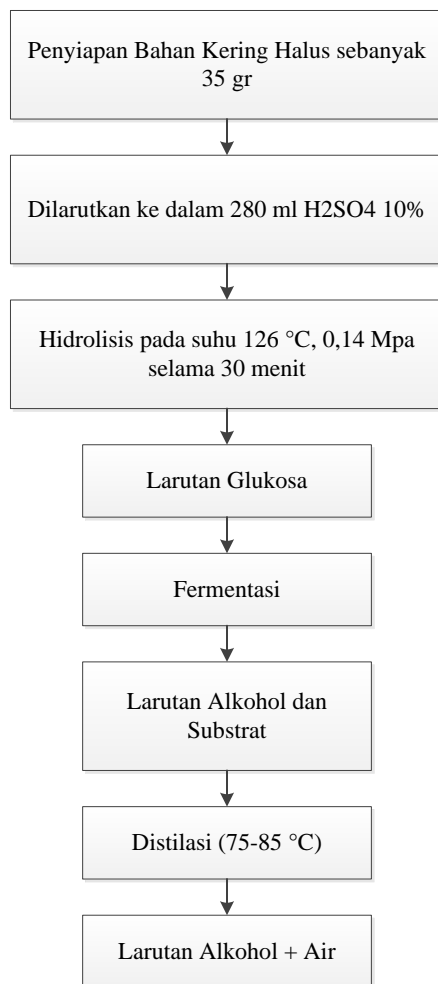 Penyiapan Bahan Kering Halus sebanyak
35 gr
Dilarutkan ke dalam 280 ml H2SO4 10%
Hidrolisis pada suhu 126 °C, 0,14 Mpa
selama 30 menit
Larutan Glukosa
Fermentasi
Larutan Alkohol dan
Substrat
Distilasi (75-85 °C)
Larutan Alkohol + Air